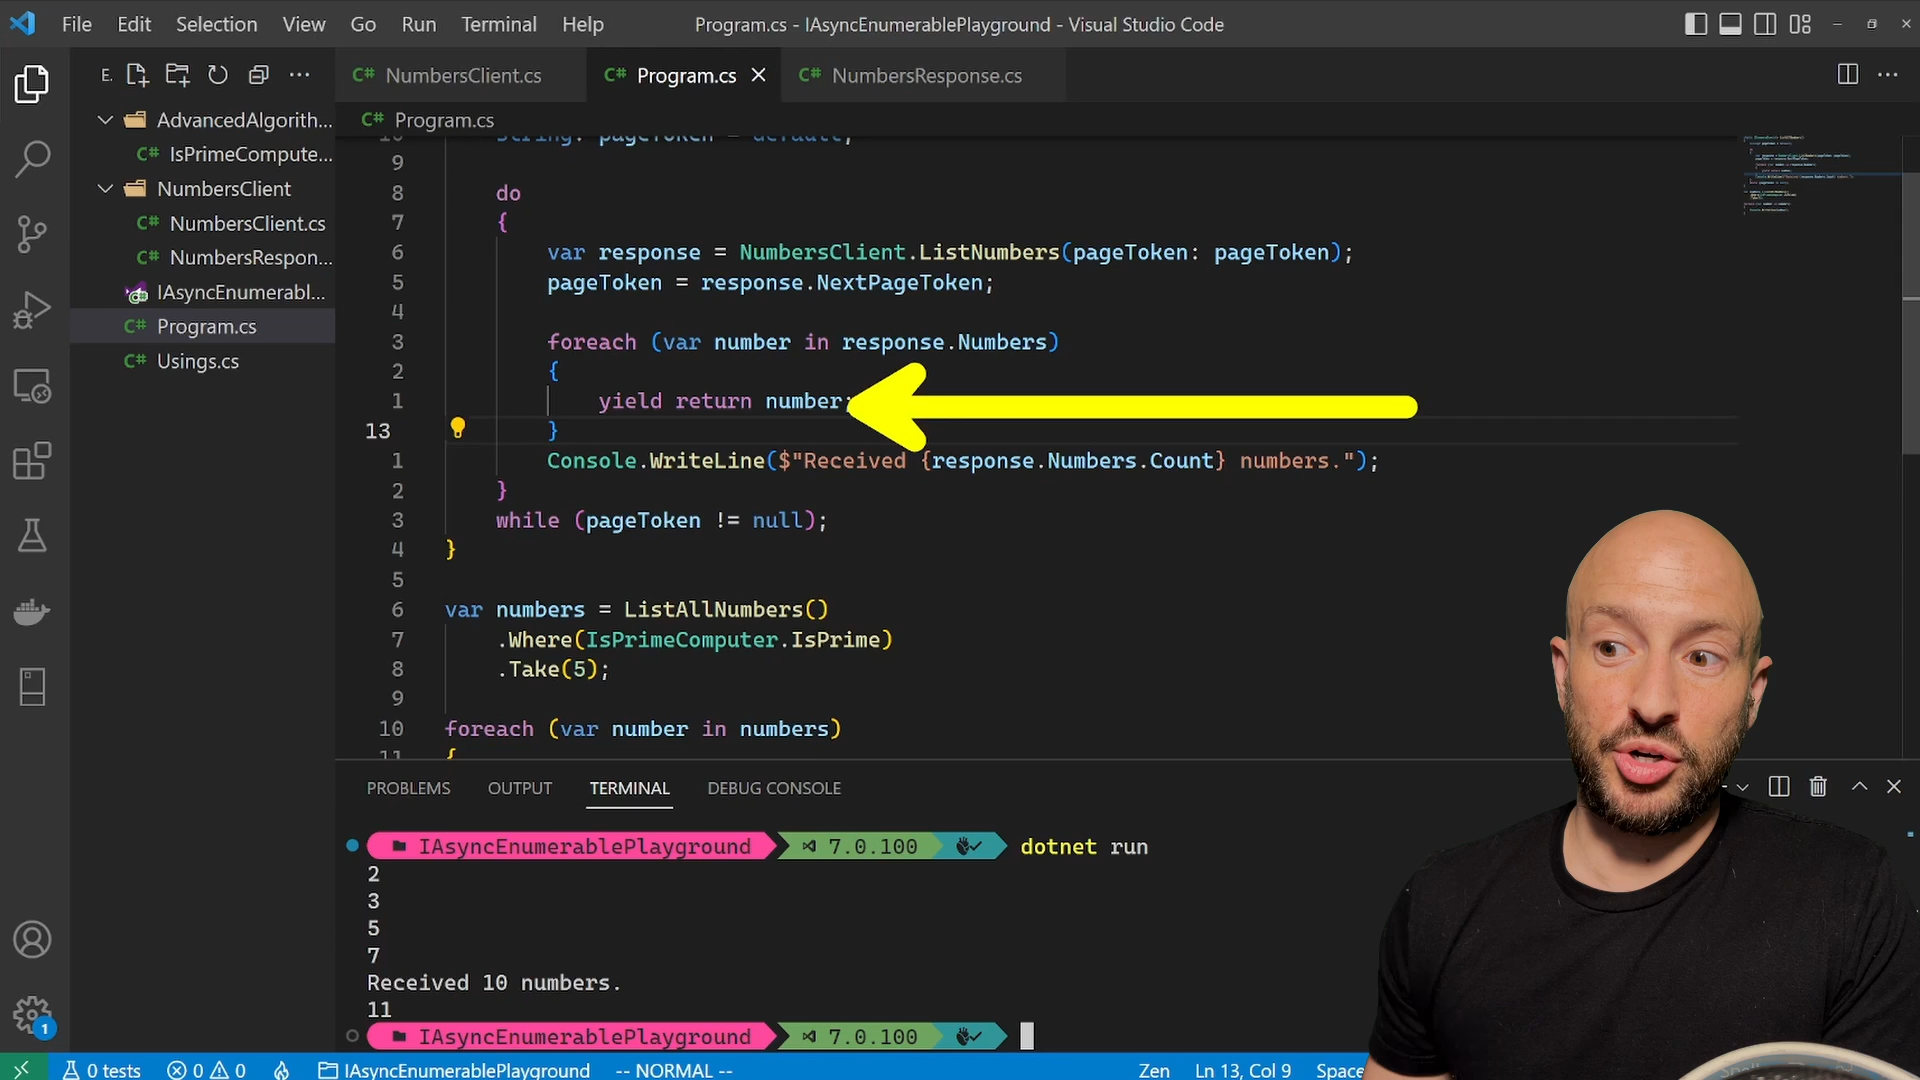 File Edit Selection View Go Run Terminal Help
Program.cs - IAsyncEnumerablePlayground - Visual Studio Code
E.
NumbersClient.cs
Program.cs
NumbersResponse.cs
AdvancedAlgorith...
IsPrimeCompute...
NumbersClient
NumbersClient.cs
NumbersRespon...
IAsyncEnumerabl...
Program.cs
Usings.cs
Program.cs
10 String? pageToken = default;
9
8 do
7 {
6 var response = NumbersClient.ListNumbers(pageToken: pageToken);
5 pageToken = response.NextPageToken;
4
3 foreach (var number in response.Numbers)
2 {
1 yield return number;
13 }
1 Console.WriteLine($"Received {response.Numbers.Count} numbers.");
2 }
3 while (pageToken != null);
4 }
5
6 var numbers = ListAllNumbers()
7 .Where(IsPrimeComputer.IsPrime)
8 .Take(5);
9
10 foreach (var number in numbers)
11 {
PROBLEMS OUTPUT TERMINAL DEBUG CONSOLE
IAsyncEnumerablePlayground 7.0.100 dotnet run
2
3
5
7
Received 10 numbers.
11
IAsyncEnumerablePlayground 7.0.100
1
0 tests 0 0 IAsyncEnumerablePlayground -- NORMAL -- Zen Ln 13, Col 9 Space